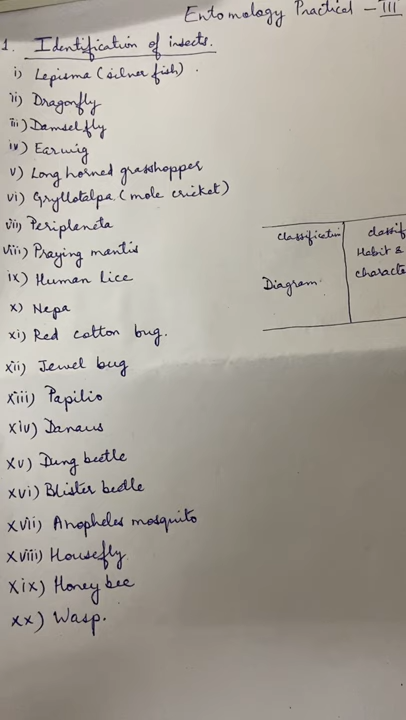 Entomology Practical - III
1. Identification of insects.
i) Lepisma (silver fish).
ii) Dragonfly
iii) Damselfly
iv) Earwig
v) Long horned grasshopper
vi) Gryllotalpa (mole cricket)
vii) Periplaneta
viii) Praying mantis
ix) Human lice
x) Nepa
xi) Red cotton bug.
xii) Jewel bug
xiii) Papilio
xiv) Danaus
xv) Dung beetle
xvi) Blister beetle
xvii) Anopheles mosquito
xviii) Housefly
xix) Honey bee
xx) Wasp.
classificatin
Diagram.
classif
Habit &
characte